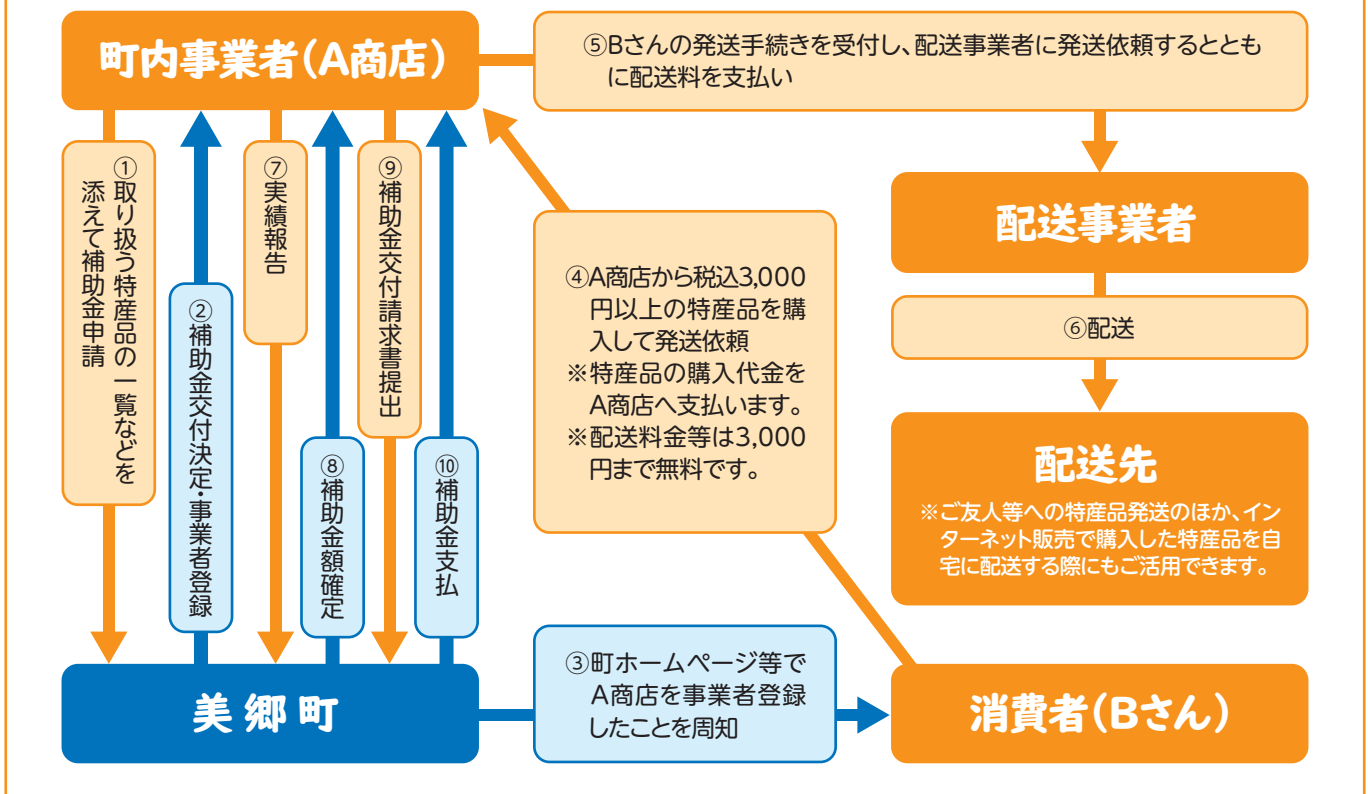 町内事業者(A商店)
⑤Bさんの発送手続きを受付し、配送事業者に発送依頼するととも
に配送料を支払い
①取り扱う特産品の一覧などを
添えて補助金申請
②補助金交付決定・事業者登録
⑦実績報告
⑧補助金額確定
⑨補助金交付請求書提出
⑩補助金支払
④A商店から税込3,000
円以上の特産品を購
入して発送依頼
※特産品の購入代金を
A商店へ支払います。
※配送料金等は3,000
円まで無料です。
配送事業者
⑥配送
配送先
※ご友人等への特産品発送のほか、イン
ターネット販売で購入した特産品を自
宅に配送する際にもご活用できます。
美郷町
③町ホームページ等で
A商店を事業者登録
したことを周知
消費者(Bさん)